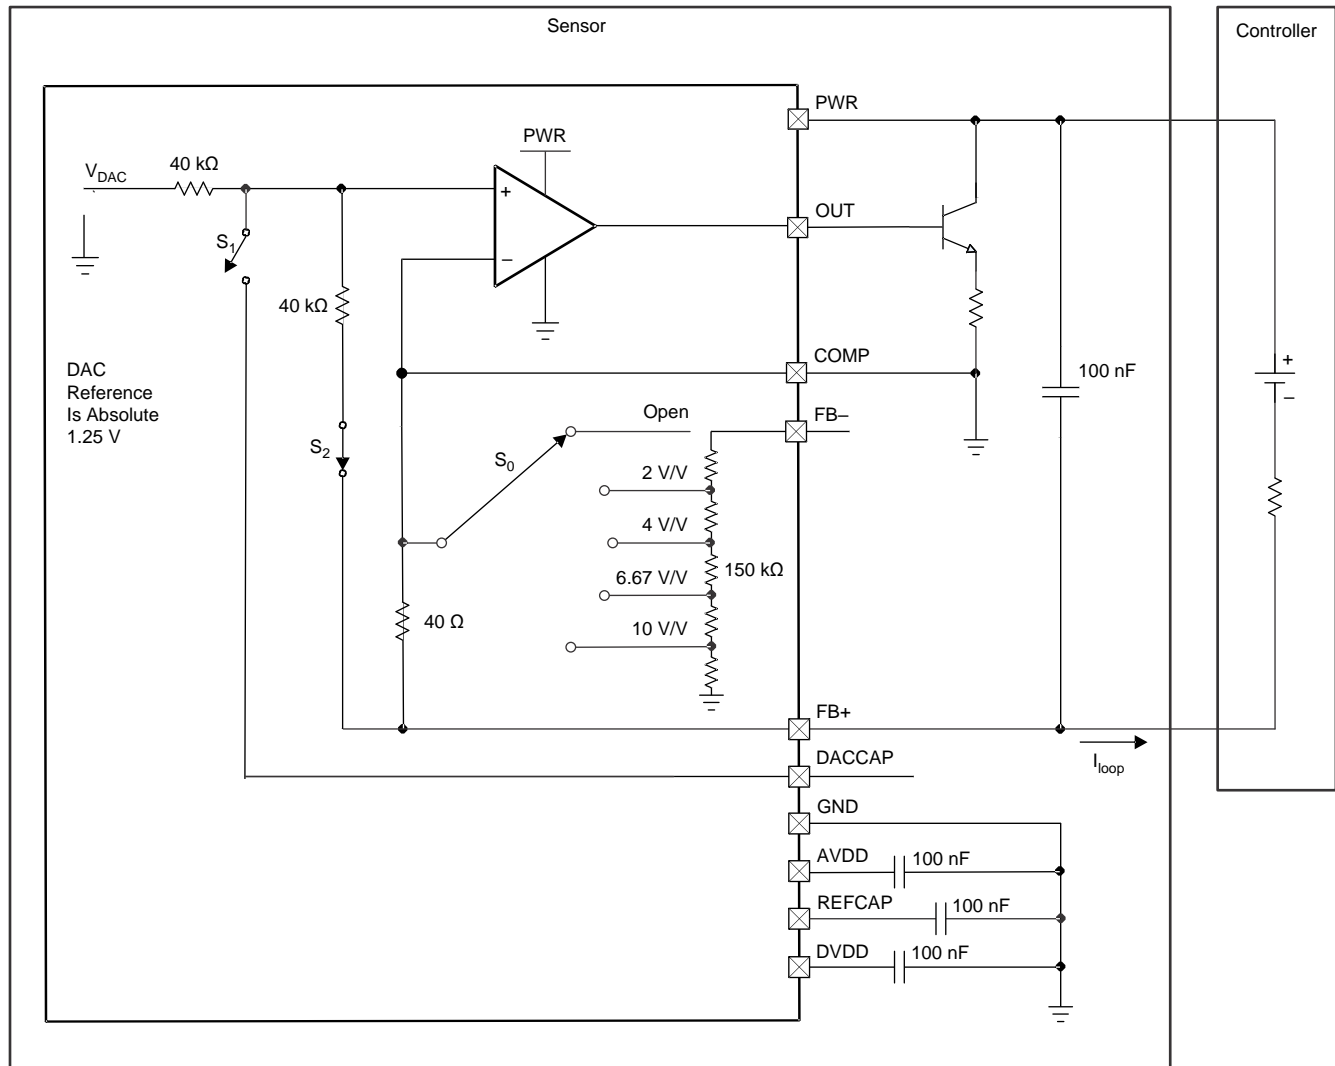 Sensor
Controller
PWR
PWR
V_DAC
40 kΩ
+
OUT
S_1
−
40 kΩ
COMP
+
DAC
Reference
Is Absolute
1.25 V
100 nF
−
Open
FB−
S_2
S_0
2 V/V
4 V/V
150 kΩ
6.67 V/V
40 Ω
10 V/V
FB+
DACCAP
I_loop
GND
AVDD
100 nF
REFCAP
100 nF
DVDD
100 nF